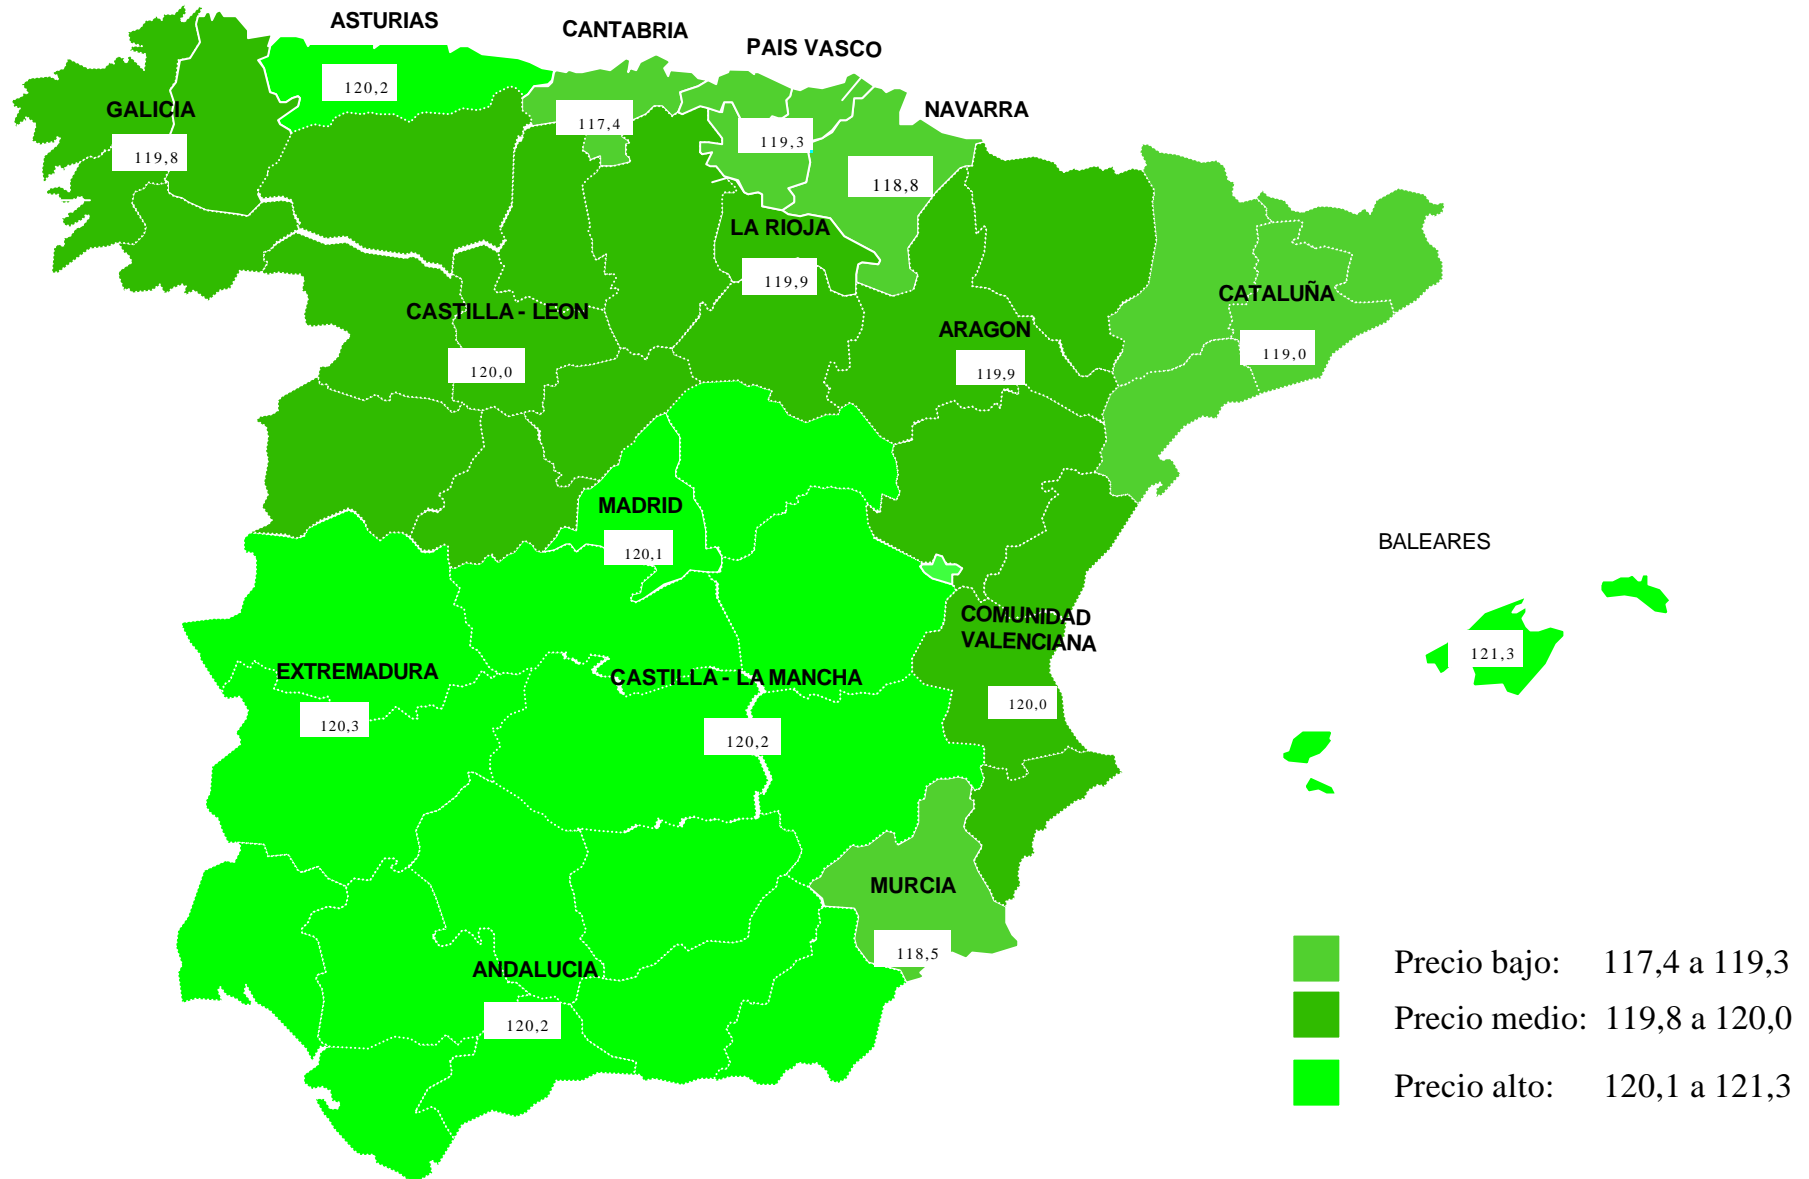 ASTURIAS
120,2
CANTABRIA
117,4
PAIS VASCO
119,3
NAVARRA
118,8
GALICIA
119,8
LA RIOJA
119,9
CASTILLA - LEON
120,0
ARAGON
119,9
CATALUÑA
119,0
MADRID
120,1
BALEARES
121,3
COMUNIDAD
VALENCIANA
120,0
EXTREMADURA
120,3
CASTILLA - LA MANCHA
120,2
MURCIA
118,5
ANDALUCIA
120,2
Precio bajo: 117,4 a 119,3
Precio medio: 119,8 a 120,0
Precio alto: 120,1 a 121,3